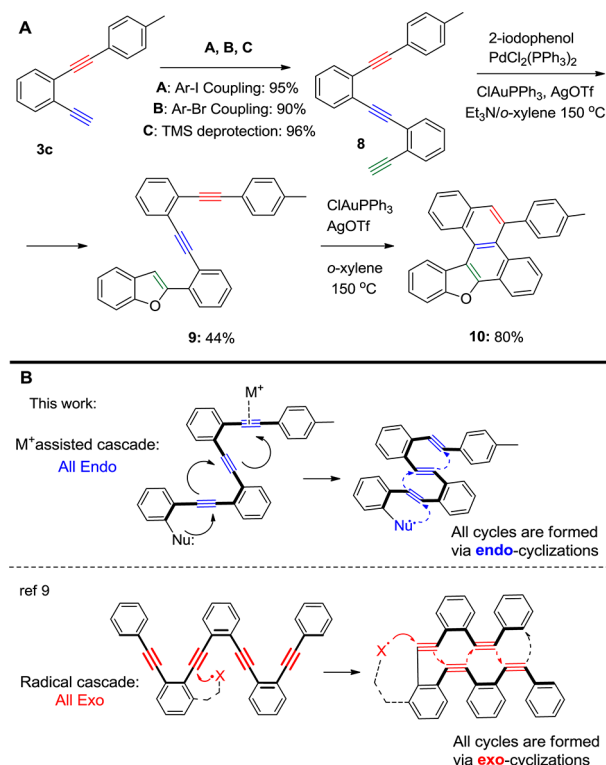 A
3c
A, B, C
A: Ar-I Coupling: 95%
B: Ar-Br Coupling: 90%
C: TMS deprotection: 96%
8
2-iodophenol
PdCl2(PPh3)2
ClAuPPh3, AgOTf
Et3N/o-xylene 150 °C
O
9: 44%
ClAuPPh3
AgOTf
o-xylene
150 °C
O
10: 80%
B
This work:
M+assisted cascade:
All Endo
M+
Nu:
Nu:
All cycles are formed
via endo-cyclizations
ref 9
Radical cascade:
All Exo
X
X
All cycles are formed
via exo-cyclizations